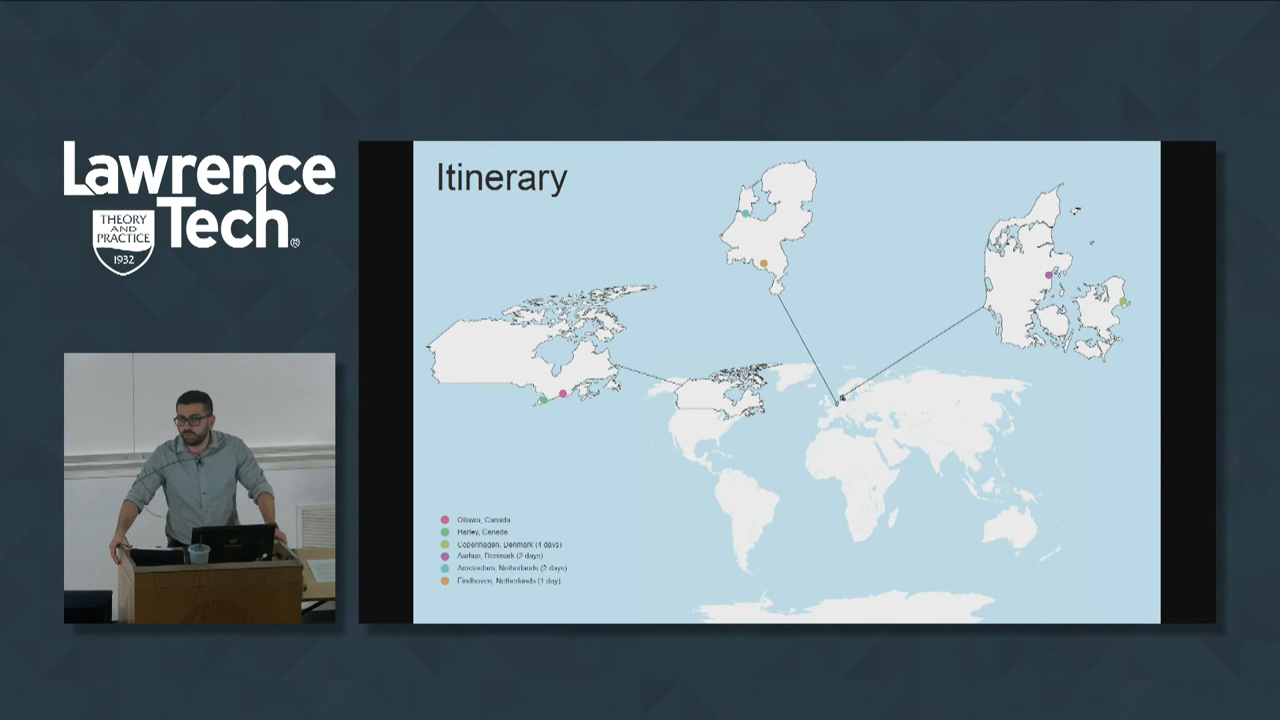 Lawrence
Tech®
THEORY
AND
PRACTICE
1932
Itinerary
Ottawa, Canada
Harley, Canada
Copenhagen, Denmark (4 days)
Aarhus, Denmark (2 days)
Amsterdam, Netherlands (2 days)
Eindhoven, Netherlands (1 day)